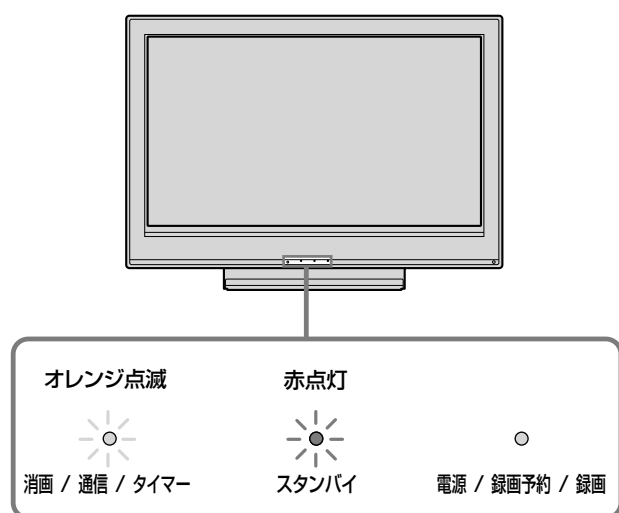 オレンジ点滅
赤点灯
消画 / 通信 / タイマー
スタンバイ
電源 / 録画予約 / 録画